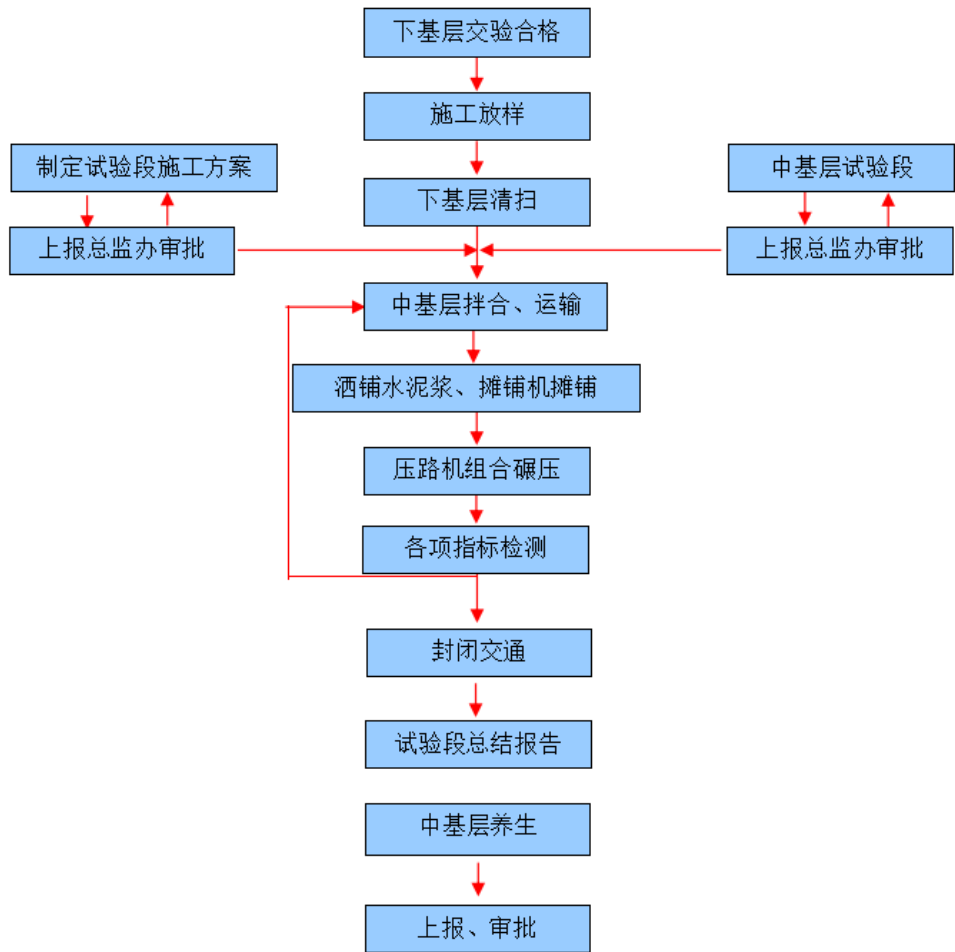 下基层交验合格
施工放样
制定试验段施工方案
中基层试验段
下基层清扫
上报总监办审批
上报总监办审批
中基层拌合、运输
洒铺水泥浆、摊铺机摊铺
压路机组合碾压
各项指标检测
封闭交通
试验段总结报告
中基层养生
上报、审批